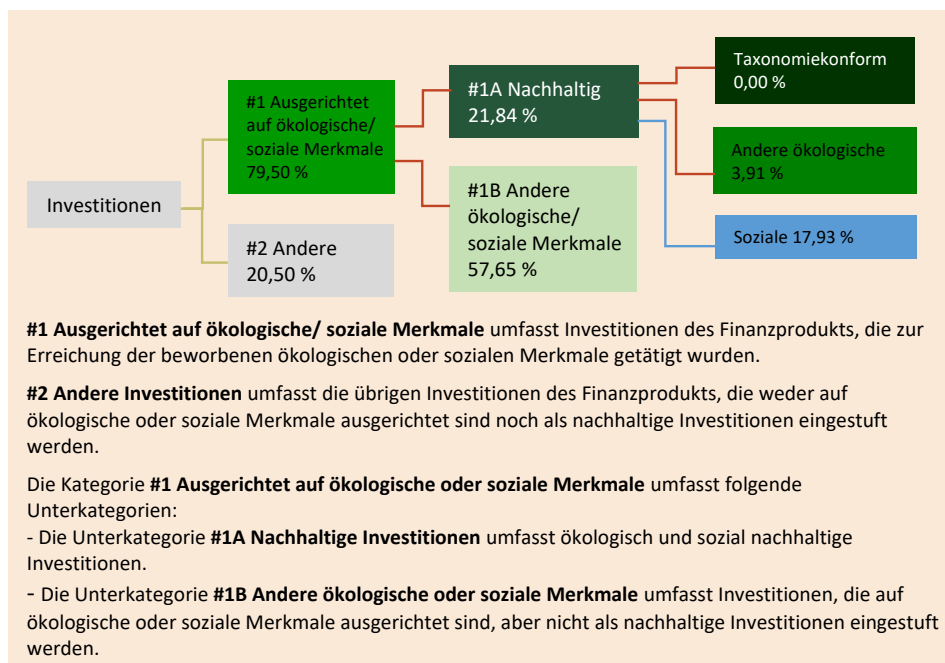 Investitionen
#1 Ausgerichtet
auf ökologische/
soziale Merkmale
79,50 %
#2 Andere
20,50 %
#1A Nachhaltig
21,84 %
#1B Andere
ökologische/
soziale Merkmale
57,65 %
Taxonomiekonform
0,00 %
Andere ökologische
3,91 %
Soziale 17,93 %
#1 Ausgerichtet auf ökologische/ soziale Merkmale umfasst Investitionen des Finanzprodukts, die zur
Erreichung der beworbenen ökologischen oder sozialen Merkmale getätigt wurden.
#2 Andere Investitionen umfasst die übrigen Investitionen des Finanzprodukts, die weder auf
ökologische oder soziale Merkmale ausgerichtet sind noch als nachhaltige Investitionen eingestuft
werden.
Die Kategorie #1 Ausgerichtet auf ökologische oder soziale Merkmale umfasst folgende
Unterkategorien:
- Die Unterkategorie #1A Nachhaltige Investitionen umfasst ökologisch und sozial nachhaltige
Investitionen.
- Die Unterkategorie #1B Andere ökologische oder soziale Merkmale umfasst Investitionen, die auf
ökologische oder soziale Merkmale ausgerichtet sind, aber nicht als nachhaltige Investitionen eingestuft
werden.